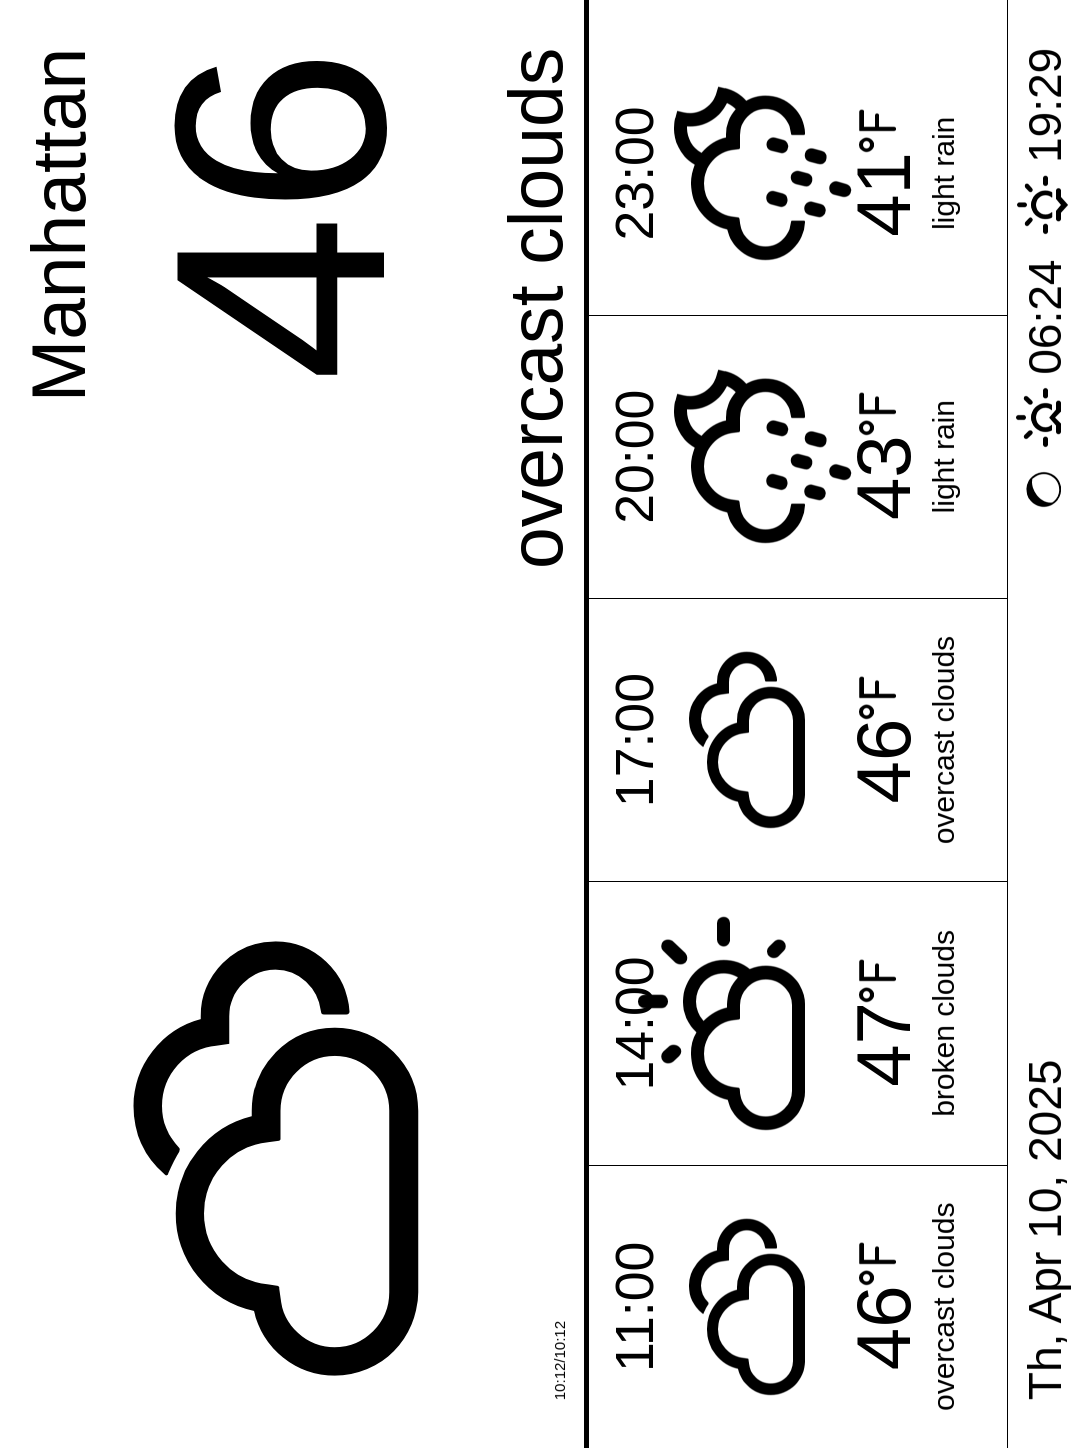 Manhattan
46
overcast clouds
10:12/10:12
11:00
46°F
overcast clouds
14:00
47°F
broken clouds
17:00
46°F
overcast clouds
20:00
43°F
light rain
23:00
41°F
light rain
Th, Apr 10, 2025
06:24
19:29